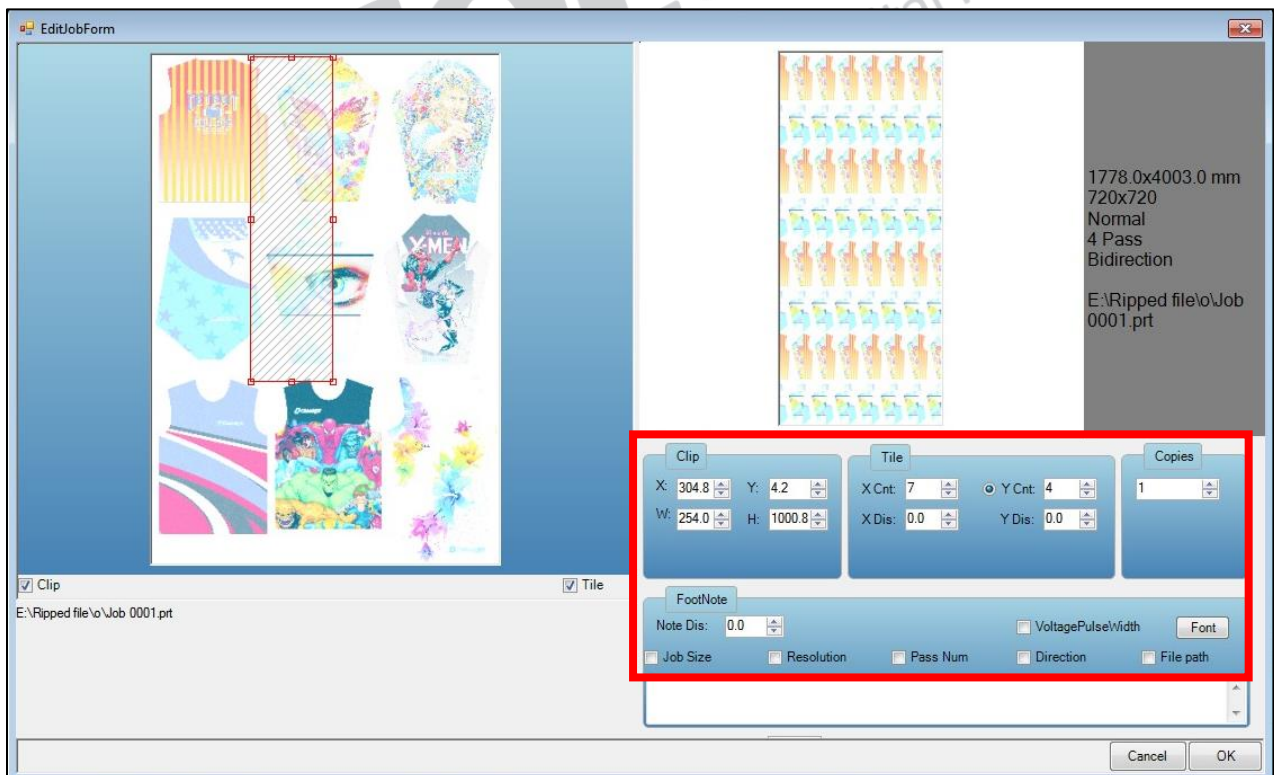 EditJobForm
X-MEN
1778.0x4003.0 mm
720x720
Normal
4 Pass
Bidirection
E:\Ripped file\o\Job
0001.prt
Clip
Tile
Copies
X: 304.8 Y: 4.2
X Cnt: 7 Y Cnt: 4
1
W: 254.0 H: 1000.8
X Dis: 0.0 Y Dis: 0.0
Clip
Tile
E:\Ripped file\o\Job 0001.prt
FootNote
Note Dis: 0.0
VoltagePulseWidth
Font
Job Size
Resolution
Pass Num
Direction
File path
Cancel
OK